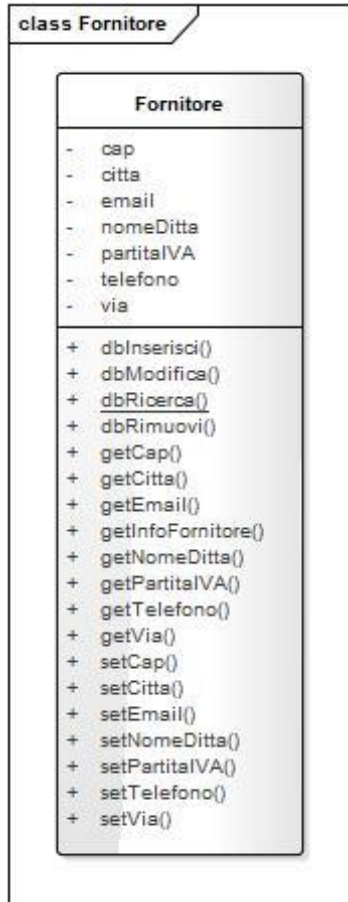 class Fornitore
Fornitore
- cap
- citta
- email
- nomeDitta
- partitaIVA
- telefono
- via
+ dbInserisci()
+ dbModifica()
+ dbRicerca()
+ dbRimuovi()
+ getCap()
+ getCitta()
+ getEmail()
+ getInfoFornitore()
+ getNomeDitta()
+ getPartitaIVA()
+ getTelefono()
+ getVia()
+ setCap()
+ setCitta()
+ setEmail()
+ setNomeDitta()
+ setPartitaIVA()
+ setTelefono()
+ setVia()